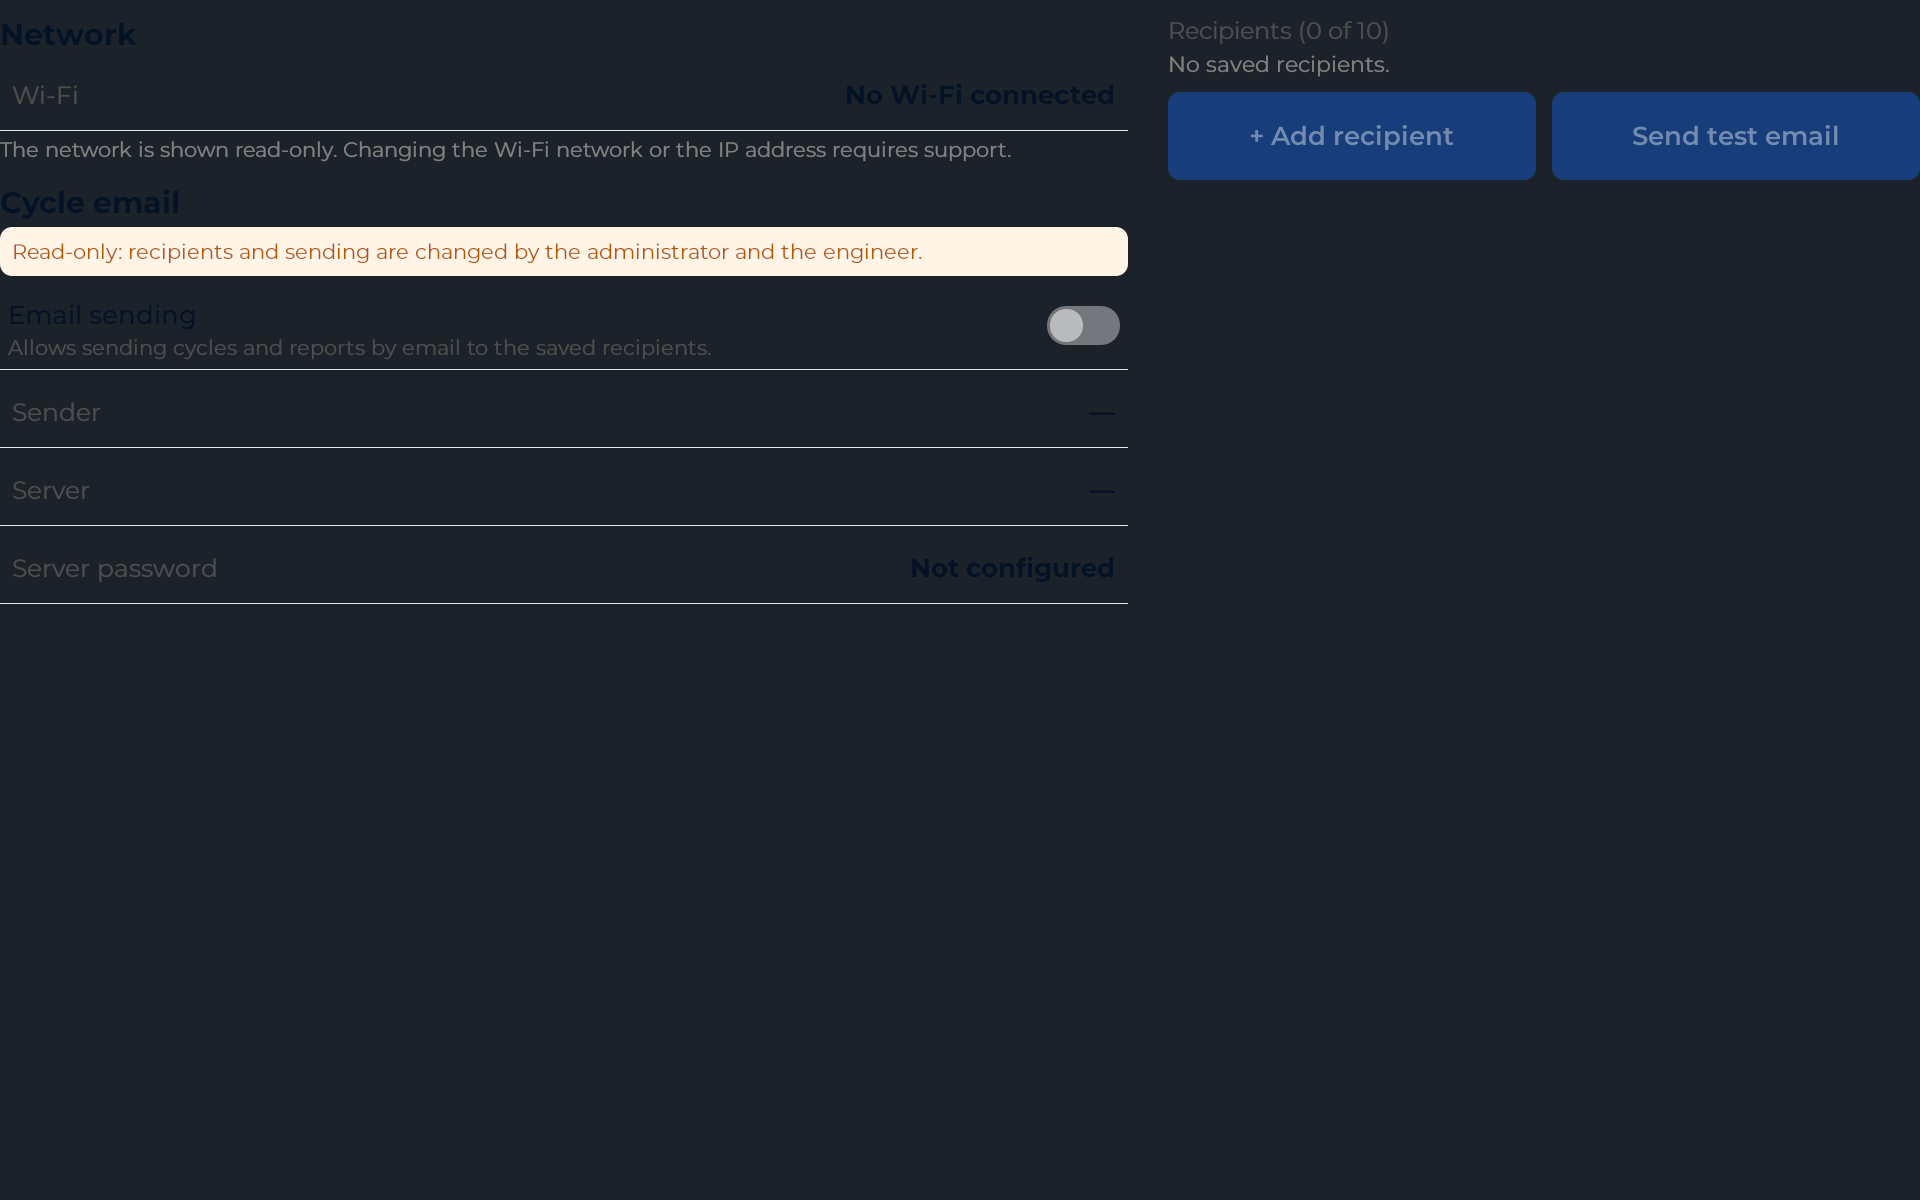 Network
Wi-Fi
No Wi-Fi connected
The network is shown read-only. Changing the Wi-Fi network or the IP address requires support.
Cycle email
Read-only: recipients and sending are changed by the administrator and the engineer.
Email sending
Allows sending cycles and reports by email to the saved recipients.
Sender
—
Server
—
Server password
Not configured
Recipients (0 of 10)
No saved recipients.
+ Add recipient
Send test email